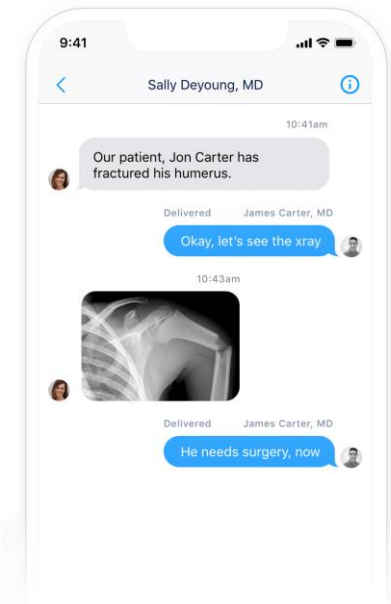 9:41
Sally Deyoung, MD
10:41am
Our patient, Jon Carter has
fractured his humerus.
Delivered James Carter, MD
Okay, let's see the xray
10:43am
Delivered James Carter, MD
He needs surgery, now